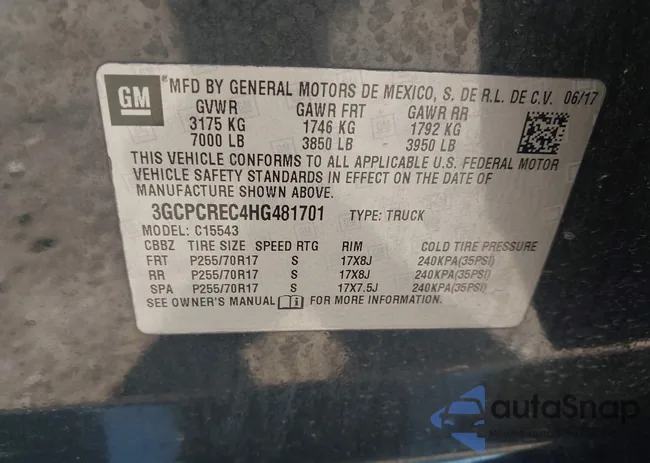 GM
MFD BY GENERAL MOTORS DE MEXICO, S. DE R.L. DE C.V. 06/17
GVWR GAWR FRT GAWR RR
3175 KG 1746 KG 1792 KG
7000 LB 3850 LB 3950 LB
THIS VEHICLE CONFORMS TO ALL APPLICABLE U.S. FEDERAL MOTOR
VEHICLE SAFETY STANDARDS IN EFFECT ON THE DATE OF
MANUFACTURE SHOWN ABOVE.
3GCPCREC4HG481701 TYPE: TRUCK
MODEL: C15543
CBBZ TIRE SIZE SPEED RTG RIM COLD TIRE PRESSURE
FRT P255/70R17 S 17X8J 240KPA(35PSI)
RR P255/70R17 S 17X8J 240KPA(35PSI)
SPA P255/70R17 S 17X7.5J 240KPA(35PSI)
SEE OWNER'S MANUAL FOR MORE INFORMATION.
autoSnap